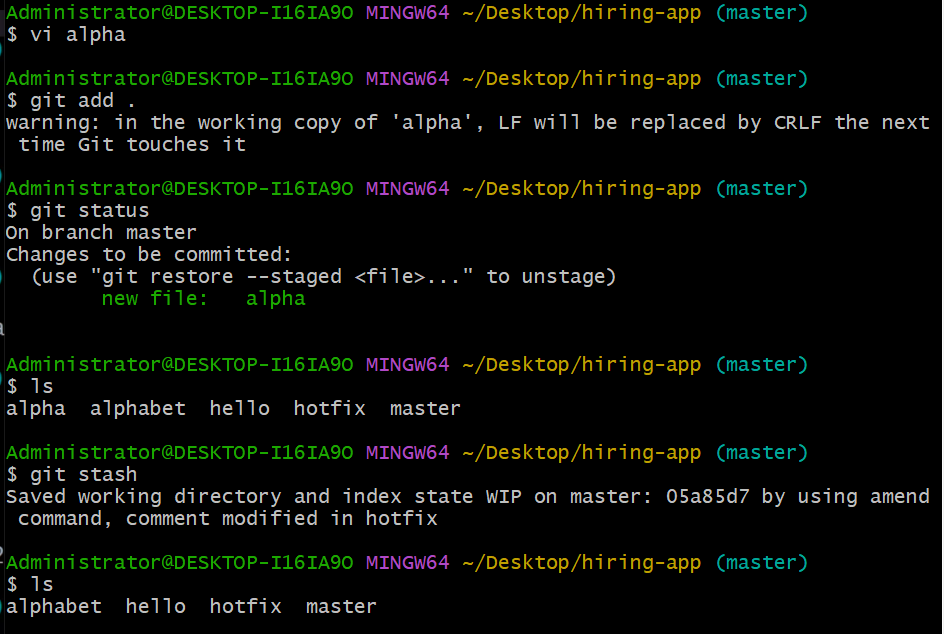 Administrator@DESKTOP-I16IA9O MINGW64 ~/Desktop/hiring-app (master)
$ vi alpha
Administrator@DESKTOP-I16IA9O MINGW64 ~/Desktop/hiring-app (master)
$ git add .
warning: in the working copy of 'alpha', LF will be replaced by CRLF the next
 time Git touches it
Administrator@DESKTOP-I16IA9O MINGW64 ~/Desktop/hiring-app (master)
$ git status
On branch master
Changes to be committed:
  (use "git restore --staged <file>..." to unstage)
        new file:   alpha
Administrator@DESKTOP-I16IA9O MINGW64 ~/Desktop/hiring-app (master)
$ ls
alpha  alphabet  hello  hotfix  master
Administrator@DESKTOP-I16IA9O MINGW64 ~/Desktop/hiring-app (master)
$ git stash
Saved working directory and index state WIP on master: 05a85d7 by using amend
 command, comment modified in hotfix
Administrator@DESKTOP-I16IA9O MINGW64 ~/Desktop/hiring-app (master)
$ ls
alphabet  hello  hotfix  master